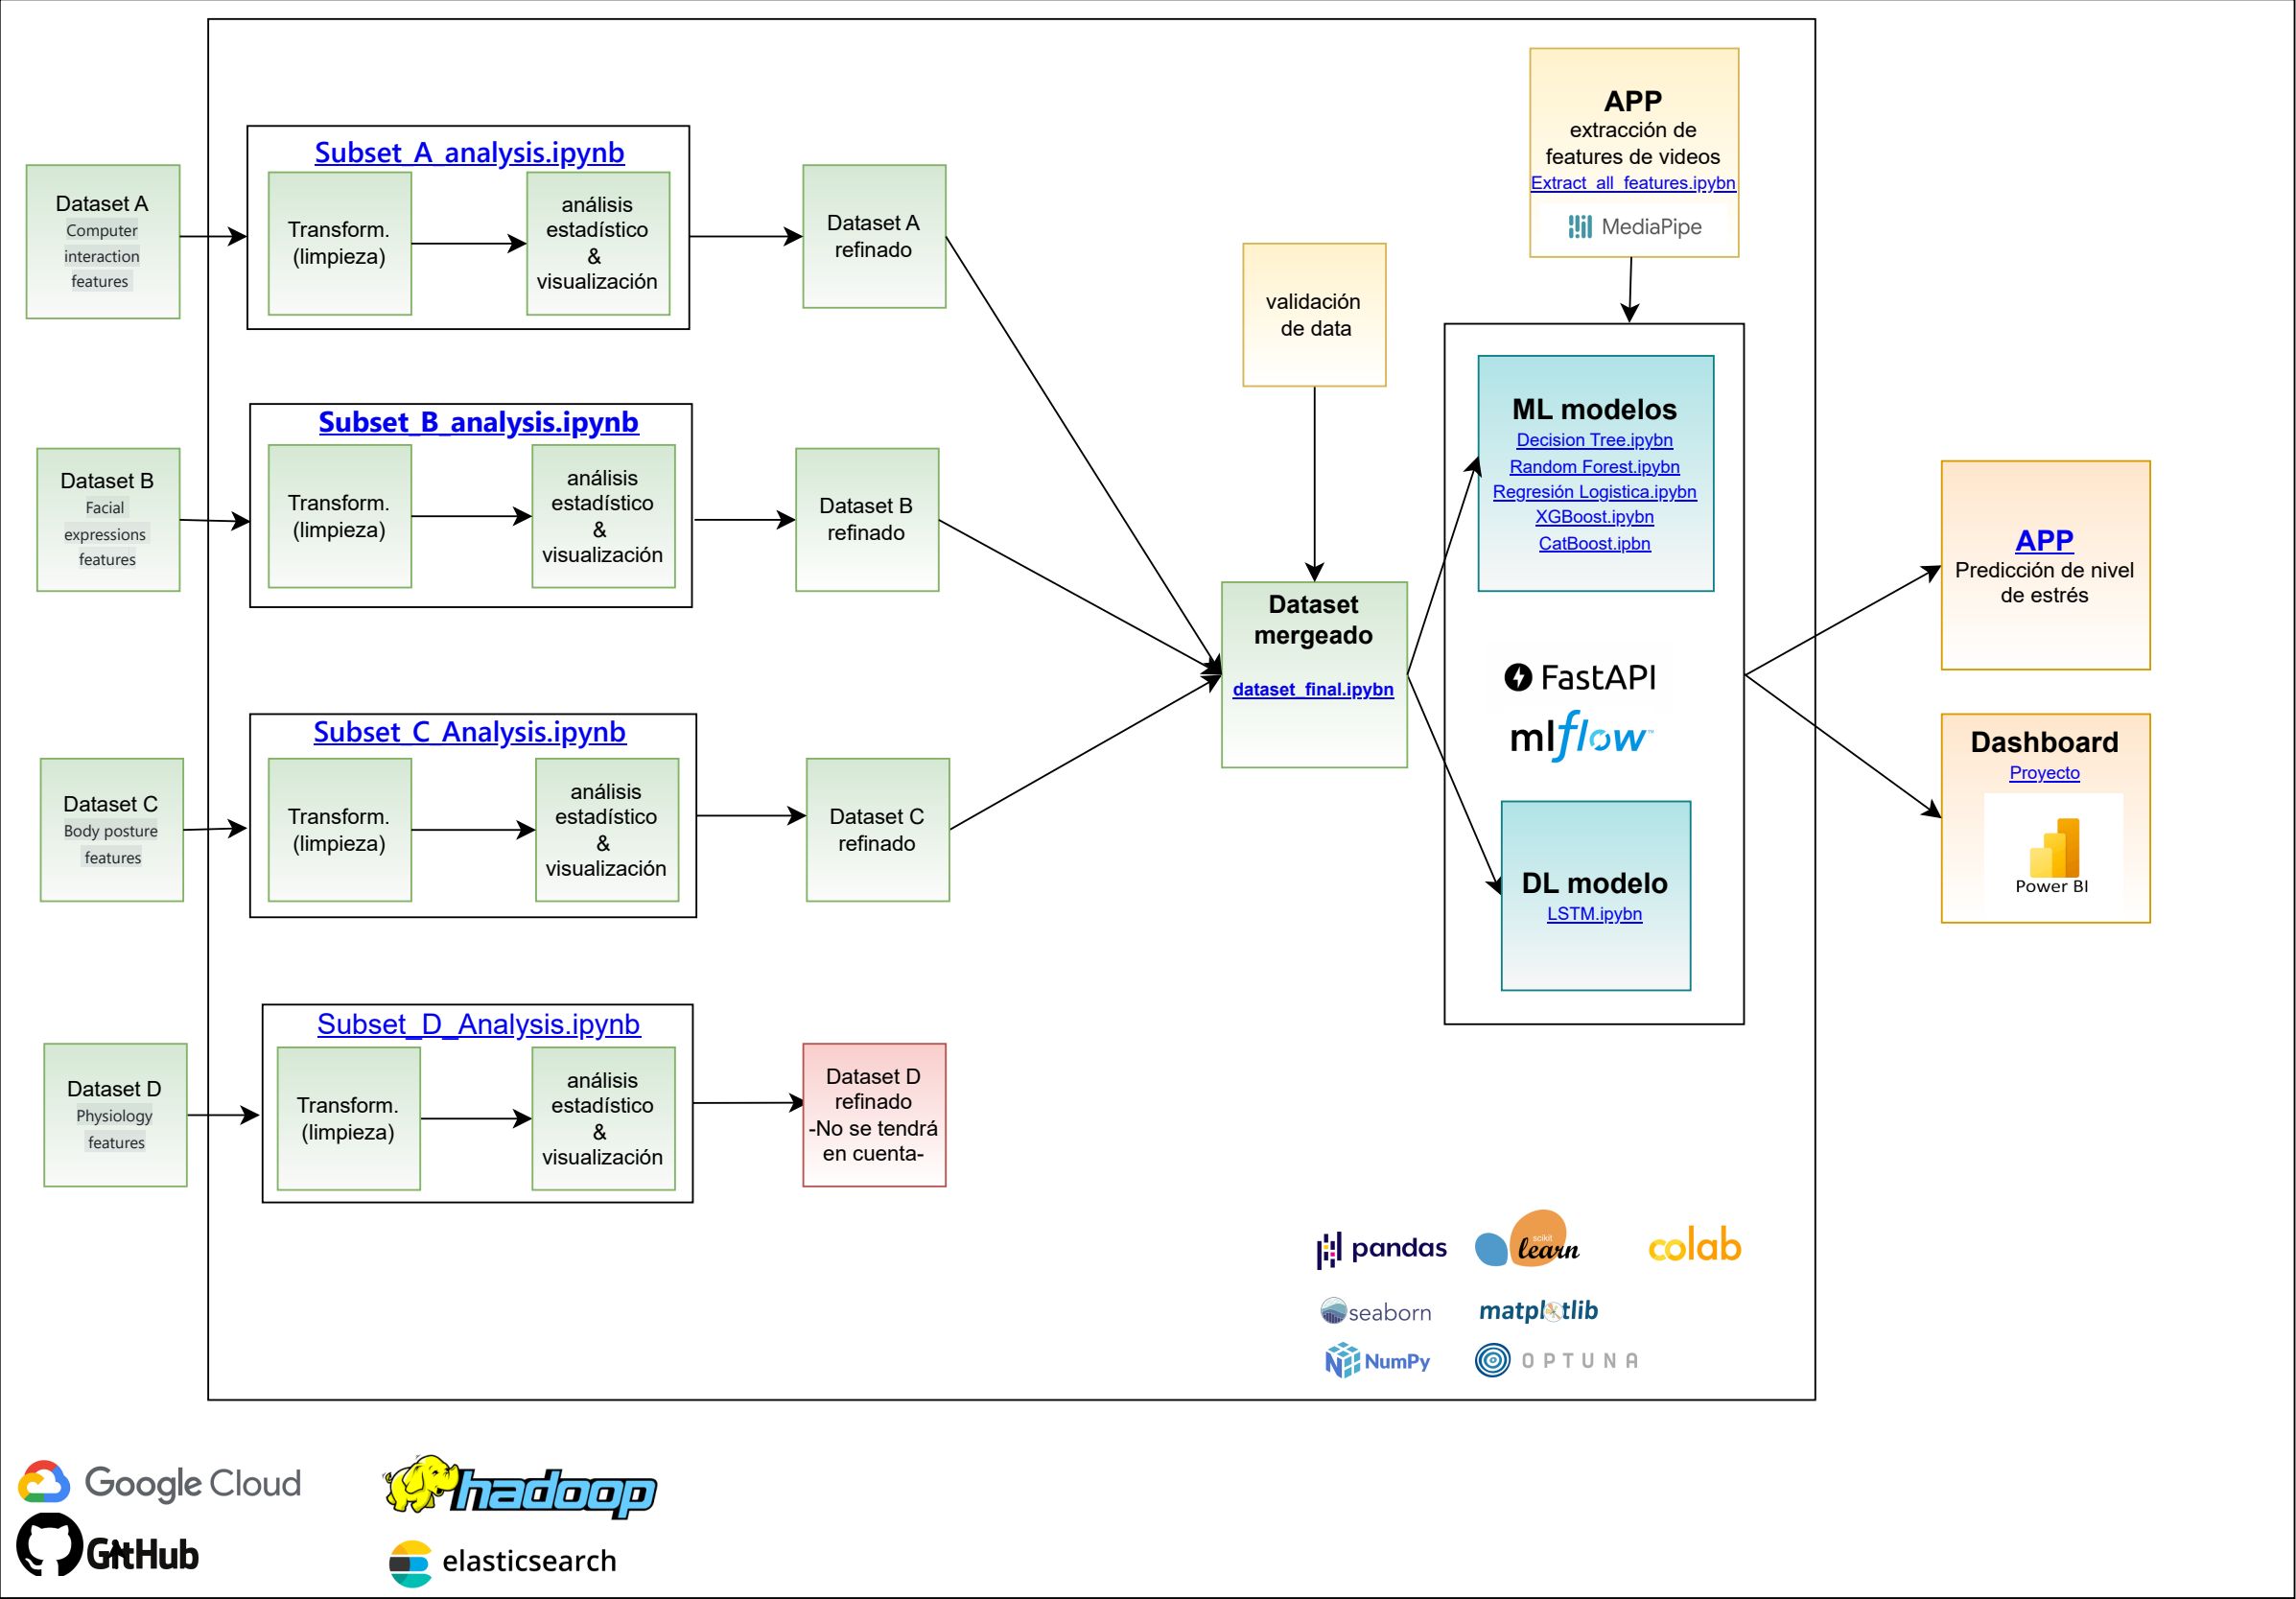 Dataset A
Computer
interaction
features
Subset_A_analysis.ipynb
Transform.
(limpieza)
análisis
estadístico
&
visualización
Dataset A
refinado
Dataset B
Facial
expressions
features
Subset_B_analysis.ipynb
Transform.
(limpieza)
análisis
estadístico
&
visualización
Dataset B
refinado
Dataset C
Body posture
features
Subset_C_Analysis.ipynb
Transform.
(limpieza)
análisis
estadístico
&
visualización
Dataset C
refinado
Dataset D
Physiology
features
Subset_D_Analysis.ipynb
Transform.
(limpieza)
análisis
estadístico
&
visualización
Dataset D
refinado
-No se tendrá
en cuenta-
validación
de data
Dataset
mergeado
dataset_final.ipybn
APP
extracción de
features de videos
Extract_all_features.ipybn
MediaPipe
ML modelos
Decision Tree.ipybn
Random Forest.ipybn
Regresión Logistica.ipybn
XGBoost.ipybn
CatBoost.ipbn
FastAPI
mlflow™
DL modelo
LSTM.ipybn
APP
Predicción de nivel
de estrés
Dashboard
Proyecto
Power BI
pandas
scikit
learn
colab
seaborn
matplotlib
NumPy
OPTUNA
Google Cloud
hadoop
GitHub
elasticsearch